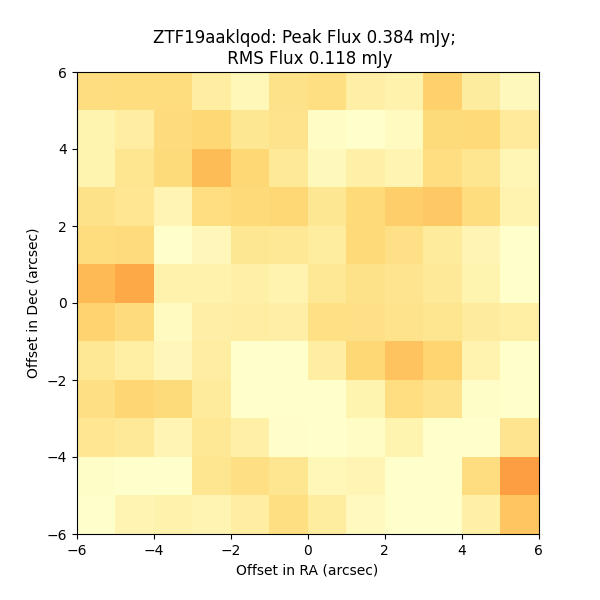 ZTF19aaklqod: Peak Flux 0.384 mJy;
RMS Flux 0.118 mJy
6
4
2
0
−2
−4
−6
Offset in Dec (arcsec)
−6 −4 −2 0 2 4 6
Offset in RA (arcsec)